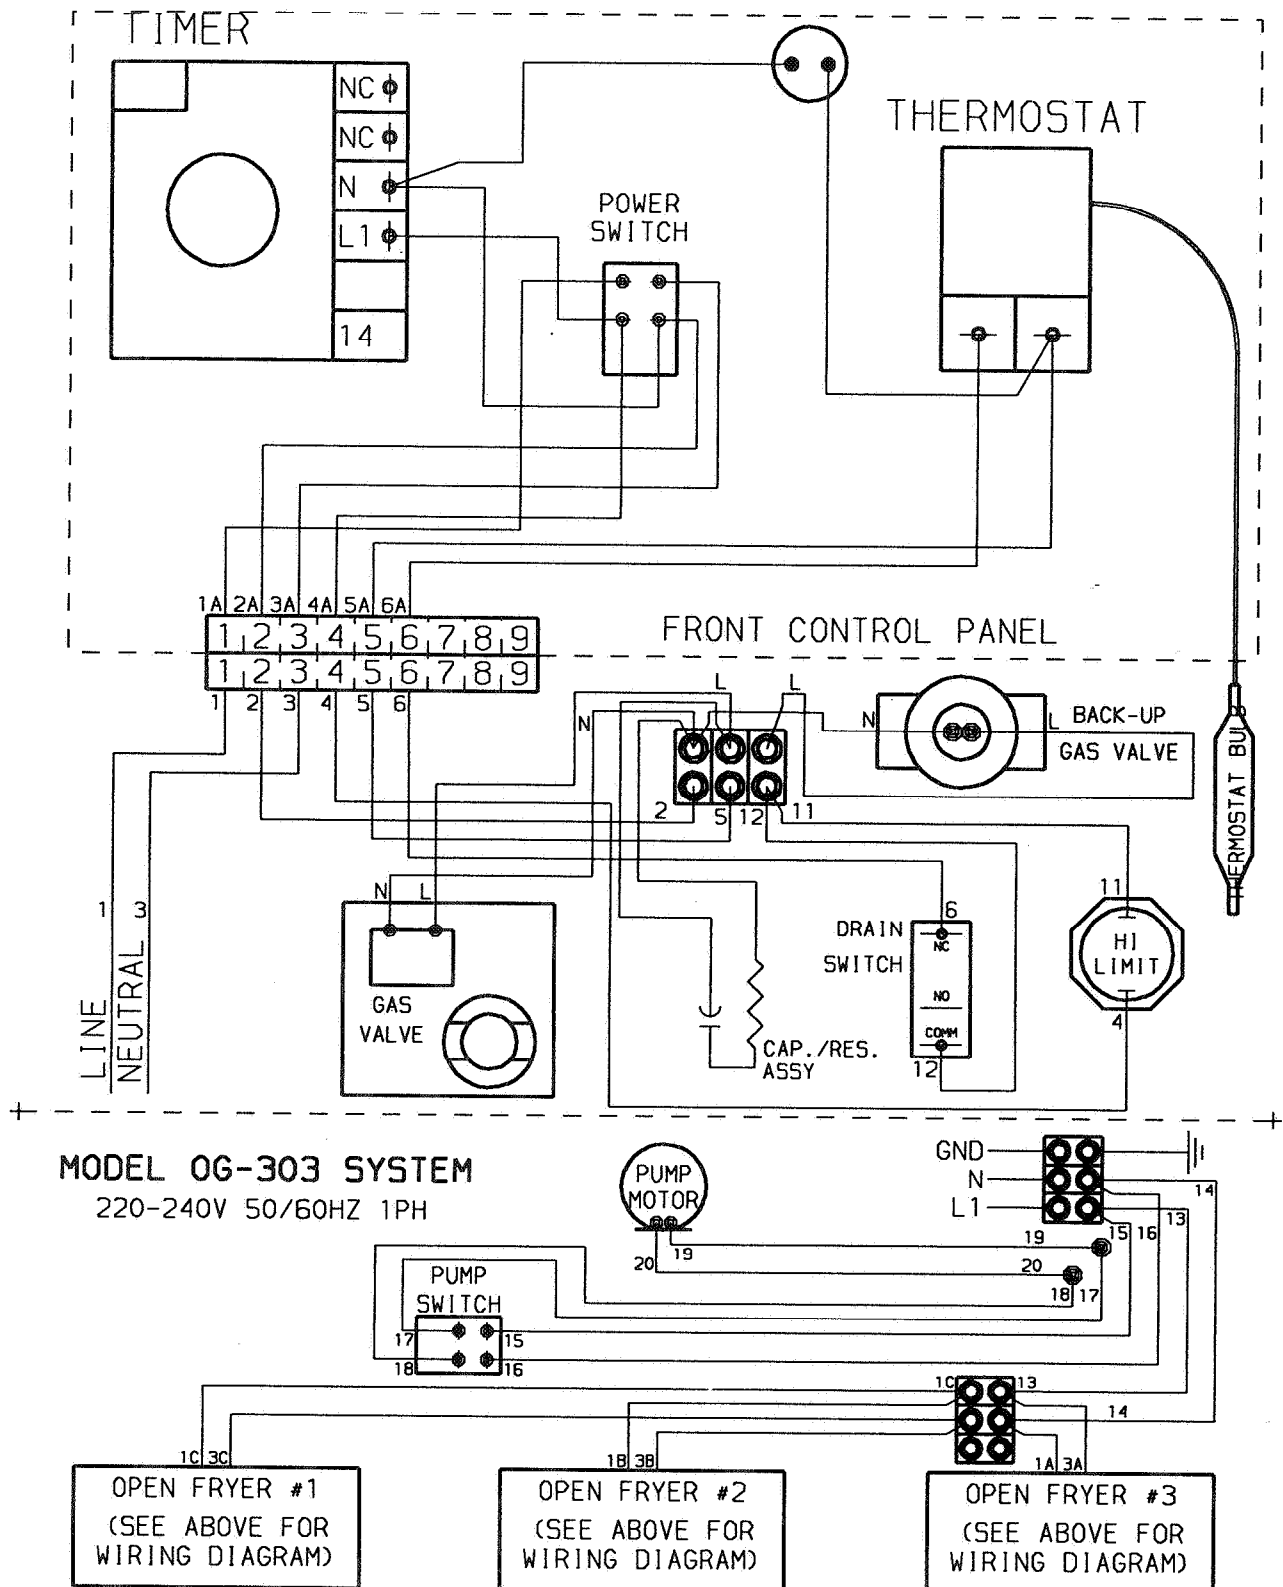 TIMER
NC
NC
N
L1
14
THERMOSTAT
POWER
SWITCH
1A 2A 3A 4A 5A 6A
1 2 3 4 5 6 7 8 9
1 2 3 4 5 6 7 8 9
1 2 3 4 5 6
FRONT CONTROL PANEL
N
L
L
N
L
BACK-UP
GAS VALVE
THERMOSTAT BULB
2
5
12
11
1
3
LINE
NEUTRAL
N
L
GAS
VALVE
CAP./RES.
ASSY
DRAIN
SWITCH
6
NC
NO
COMM
12
11
HI
LIMIT
4
MODEL OG-303 SYSTEM
220-240V 50/60HZ 1PH
PUMP
MOTOR
19
20
GND
N
L1
14
13
15
16
19
20
18
17
PUMP
SWITCH
17
15
18
16
1C
13
14
1C 3C
1B 3B
1A 3A
OPEN FRYER #1
(SEE ABOVE FOR
WIRING DIAGRAM)
OPEN FRYER #2
(SEE ABOVE FOR
WIRING DIAGRAM)
OPEN FRYER #3
(SEE ABOVE FOR
WIRING DIAGRAM)